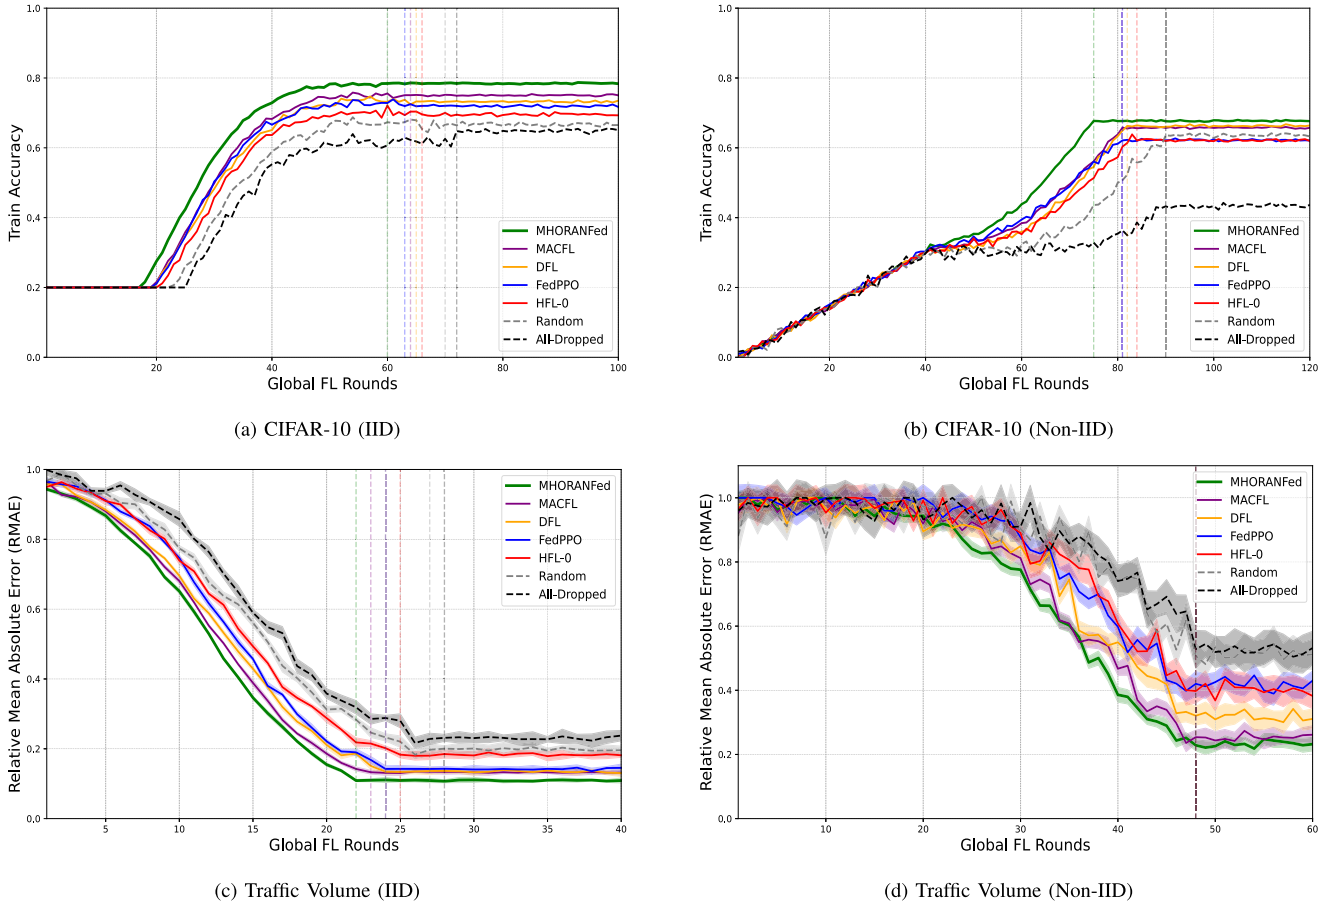 1.0
0.8
0.6
0.4
0.2
0.0
Train Accuracy
20
40
60
80
100
Global FL Rounds
MHORANFed
MACFL
DFL
FedPPO
HFL-0
Random
All-Dropped
(a) CIFAR-10 (IID)
1.0
0.8
0.6
0.4
0.2
0.0
Train Accuracy
20
40
60
80
100
120
Global FL Rounds
MHORANFed
MACFL
DFL
FedPPO
HFL-0
Random
All-Dropped
(b) CIFAR-10 (Non-IID)
1.0
0.8
0.6
0.4
0.2
0.0
Relative Mean Absolute Error (RMAE)
5
10
15
20
25
30
35
40
Global FL Rounds
MHORANFed
MACFL
DFL
FedPPO
HFL-0
Random
All-Dropped
(c) Traffic Volume (IID)
1.0
0.8
0.6
0.4
0.2
0.0
Relative Mean Absolute Error (RMAE)
10
20
30
40
50
60
Global FL Rounds
MHORANFed
MACFL
DFL
FedPPO
HFL-0
Random
All-Dropped
(d) Traffic Volume (Non-IID)